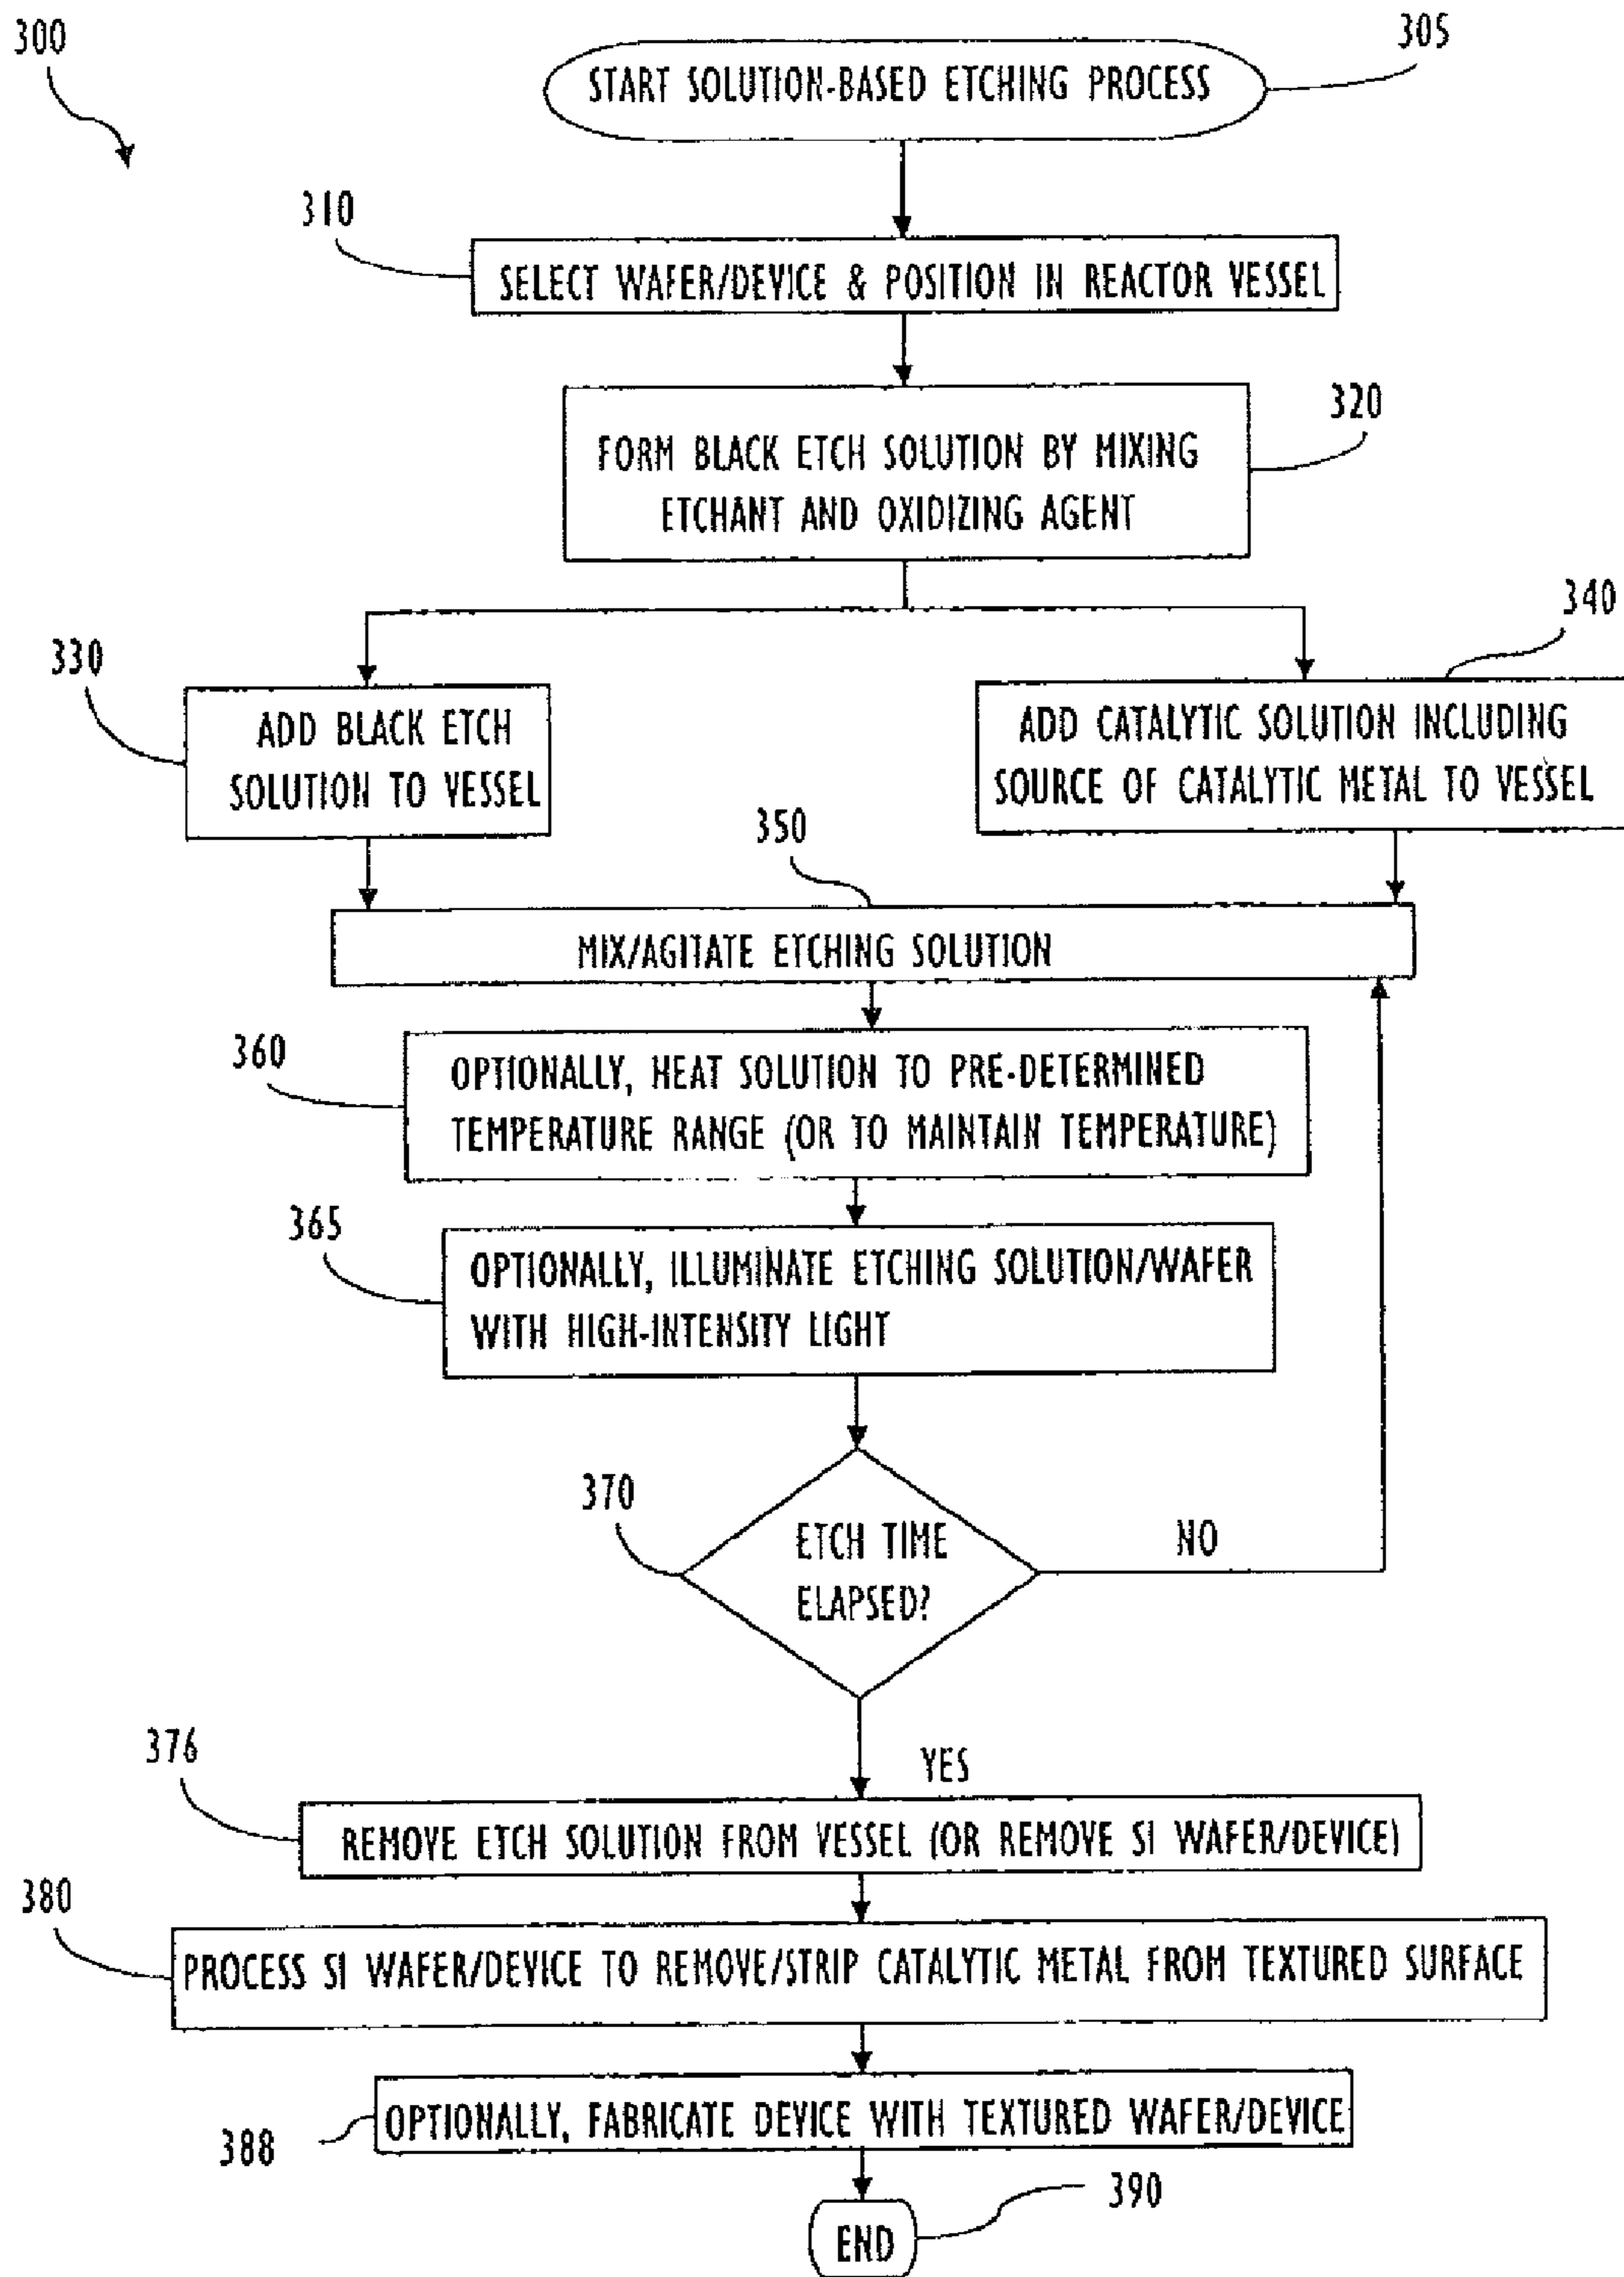 300
305
START SOLUTION-BASED ETCHING PROCESS
310
SELECT WAFER/DEVICE & POSITION IN REACTOR VESSEL
320
FORM BLACK ETCH SOLUTION BY MIXING
ETCHANT AND OXIDIZING AGENT
330
340
ADD BLACK ETCH
SOLUTION TO VESSEL
ADD CATALYTIC SOLUTION INCLUDING
SOURCE OF CATALYTIC METAL TO VESSEL
350
MIX/AGITATE ETCHING SOLUTION
360
OPTIONALLY, HEAT SOLUTION TO PRE-DETERMINED
TEMPERATURE RANGE (OR TO MAINTAIN TEMPERATURE)
365
OPTIONALLY, ILLUMINATE ETCHING SOLUTION/WAFER
WITH HIGH-INTENSITY LIGHT
370
ETCH TIME
ELAPSED?
NO
YES
376
REMOVE ETCH SOLUTION FROM VESSEL (OR REMOVE SI WAFER/DEVICE)
380
PROCESS SI WAFER/DEVICE TO REMOVE/STRIP CATALYTIC METAL FROM TEXTURED SURFACE
388
OPTIONALLY, FABRICATE DEVICE WITH TEXTURED WAFER/DEVICE
390
END